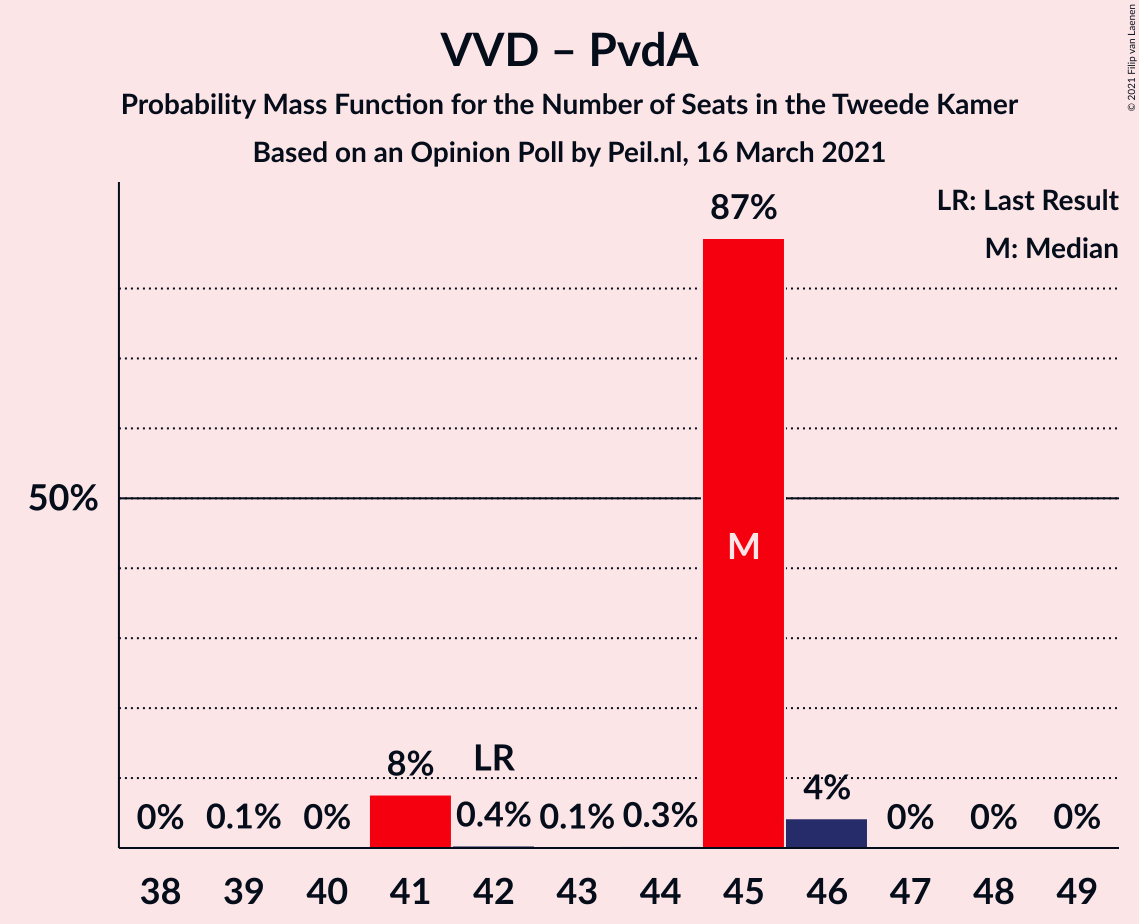 VVD – PvdA
Probability Mass Function for the Number of Seats in the Tweede Kamer
Based on an Opinion Poll by Peil.nl, 16 March 2021
© 2021 Filip van Laenen
LR: Last Result
M: Median
87%
50%
M
8%
LR
4%
0% 0.1% 0% 0.4% 0.1% 0.3% 0% 0% 0%
38 39 40 41 42 43 44 45 46 47 48 49